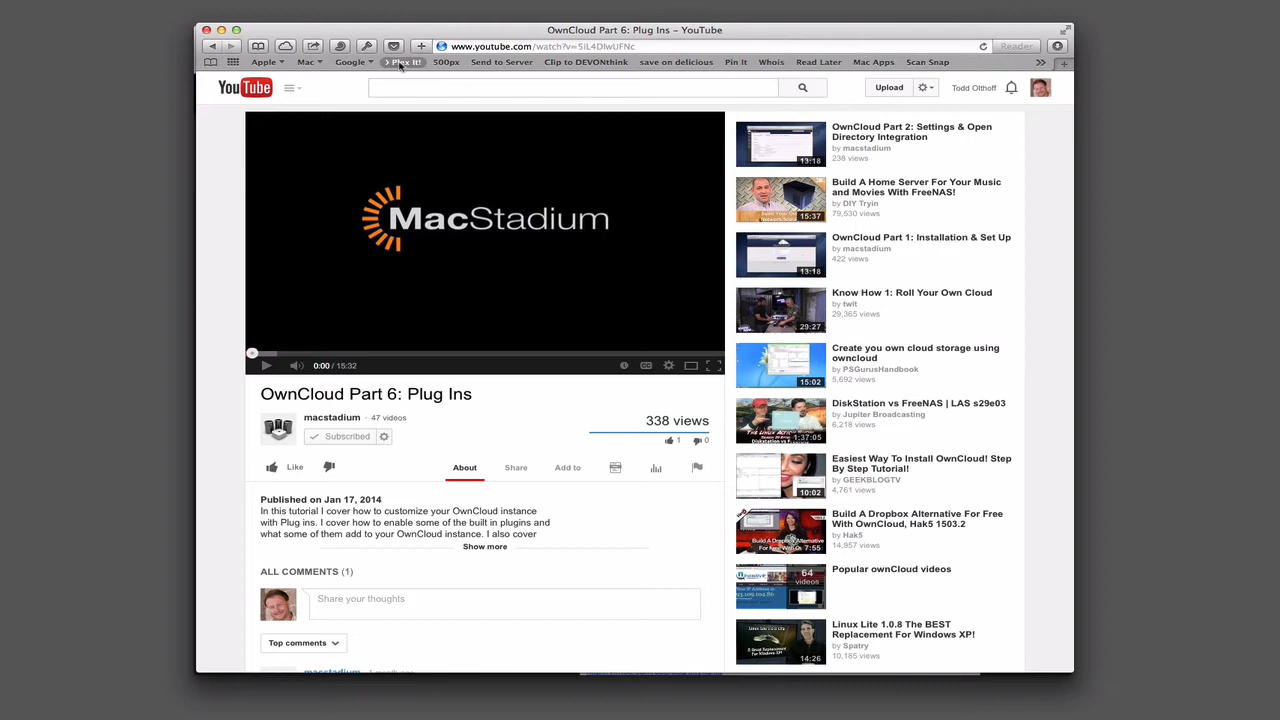 OwnCloud Part 6: Plug Ins – YouTube
www.youtube.com/watch?v=5iL4DlwUFNc
Reader
Apple
Mac
Google
Plex It!
500px
Send to Server
Clip to DEVONthink
save on delicious
Pin It
Whois
Read Later
Mac Apps
Scan Snap
YouTube
Upload
Todd Olthoff
MacStadium
0:00 / 15:32
CC
OwnCloud Part 6: Plug Ins
macstadium · 47 videos
Subscribed
338 views
1 0
Like
About
Share
Add to
Published on Jan 17, 2014
In this tutorial I cover how to customize your OwnCloud instance
with Plug ins. I cover how to enable some of the built in plugins and
what some of them add to your OwnCloud instance. I also cover
Show more
ALL COMMENTS (1)
Share your thoughts
Top comments
macstadium
OwnCloud Part 2: Settings & Open
Directory Integration
by macstadium
238 views
13:18
Build A Home Server For Your Music
and Movies With FreeNAS!
by DIY Tryin
79,530 views
15:37
OwnCloud Part 1: Installation & Set Up
by macstadium
422 views
13:18
Know How 1: Roll Your Own Cloud
by twit
29,365 views
29:27
Create you own cloud storage using
owncloud
by PSGurusHandbook
5,692 views
15:02
DiskStation vs FreeNAS | LAS s29e03
by Jupiter Broadcasting
6,218 views
1:37:05
Easiest Way To Install OwnCloud! Step
By Step Tutorial!
by GEEKBLOGTV
4,761 views
10:02
Build A Dropbox Alternative For Free
With OwnCloud, Hak5 1503.2
by Hak5
14,957 views
7:55
Popular ownCloud videos
64
videos
Linux Lite 1.0.8 The BEST
Replacement For Windows XP!
by Spatry
10,185 views
14:26